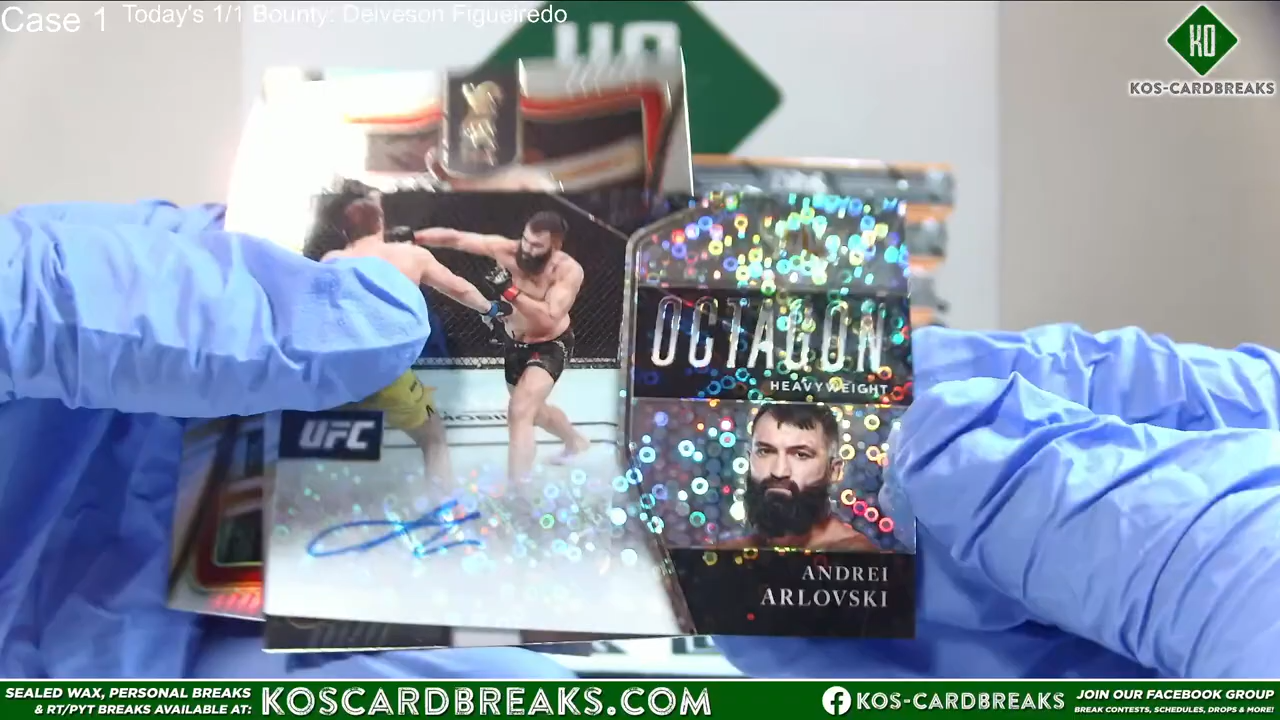 Case 1 Today's 1/1 Bounty: Deiveson Figueiredo
KO
KOS-CARDBREAKS
OCTAGON
HEAVYWEIGHT
UFC
ANDREI
ARLOVSKI
SEALED WAX, PERSONAL BREAKS
& RT/PYT BREAKS AVAILABLE AT:
KOSCARDBREAKS.COM
KOS-CARDBREAKS
JOIN OUR FACEBOOK GROUP
BREAK CONTESTS, SCHEDULES, DROPS & MORE!